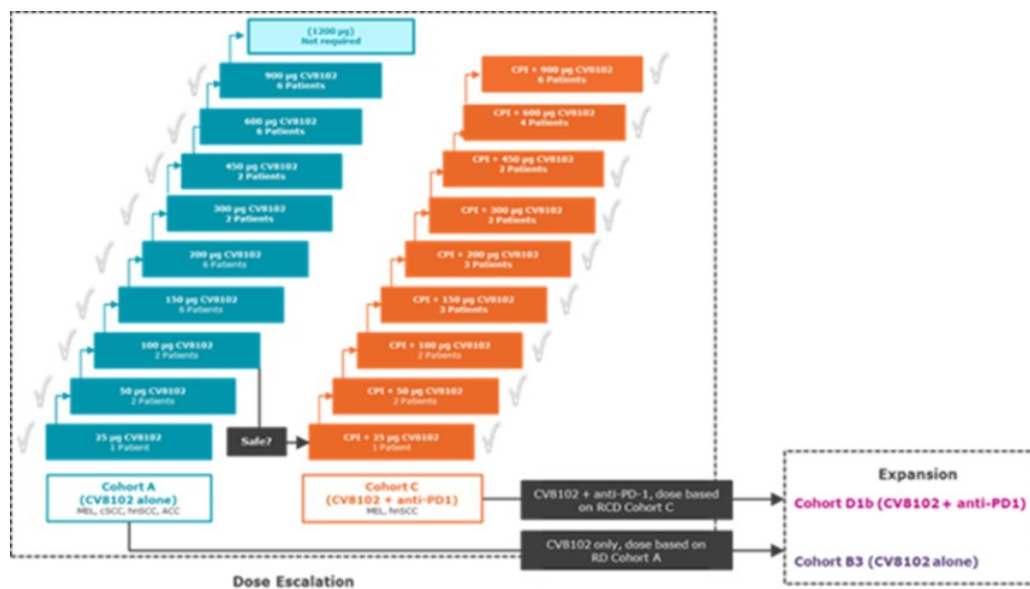 (1200 µg)
Not required
900 µg CV8102
6 Patients
600 µg CV8102
6 Patients
450 µg CV8102
2 Patients
300 µg CV8102
2 Patients
200 µg CV8102
6 Patients
150 µg CV8102
6 Patients
100 µg CV8102
2 Patients
50 µg CV8102
2 Patients
25 µg CV8102
1 Patient
Cohort A
(CV8102 alone)
MEL, cSCC, hnSCC, ACC
Safe?
CPI + 900 µg CV8102
6 Patients
CPI + 600 µg CV8102
4 Patients
CPI + 450 µg CV8102
2 Patients
CPI + 300 µg CV8102
2 Patients
CPI + 200 µg CV8102
3 Patients
CPI + 150 µg CV8102
3 Patients
CPI + 100 µg CV8102
2 Patients
CPI + 50 µg CV8102
2 Patients
CPI + 25 µg CV8102
1 Patient
Cohort C
(CV8102 + anti-PD1)
MEL, hnSCC
CV8102 + anti-PD-1, dose based
on RCD Cohort C
CV8102 only, dose based on
RD Cohort A
Dose Escalation
Expansion
Cohort D1b (CV8102 + anti-PD1)
Cohort B3 (CV8102 alone)